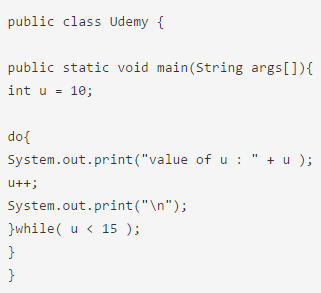 public class Udemy {
public static void main(String args[]){
int u = 10;
do{
System.out.print("value of u : " + u );
u++;
System.out.print("\n");
}while( u < 15 );
}
}